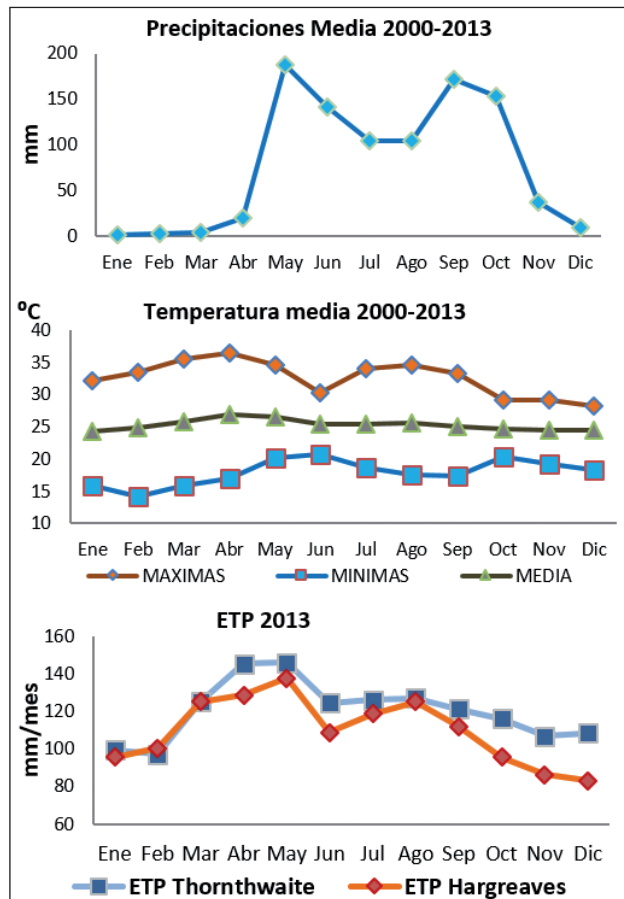 Precipitaciones Media 2000-2013
200
150
100
50
0
mm
Ene Feb Mar Abr May Jun Jul Ago Sep Oct Nov Dic
ºC
Temperatura media 2000-2013
40
35
30
25
20
15
10
Ene Feb Mar Abr May Jun Jul Ago Sep Oct Nov Dic
MAXIMAS MINIMAS MEDIA
ETP 2013
160
140
120
100
80
60
mm/mes
Ene Feb Mar Abr May Jun Jul Ago Sep Oct Nov Dic
ETP Thornthwaite ETP Hargreaves